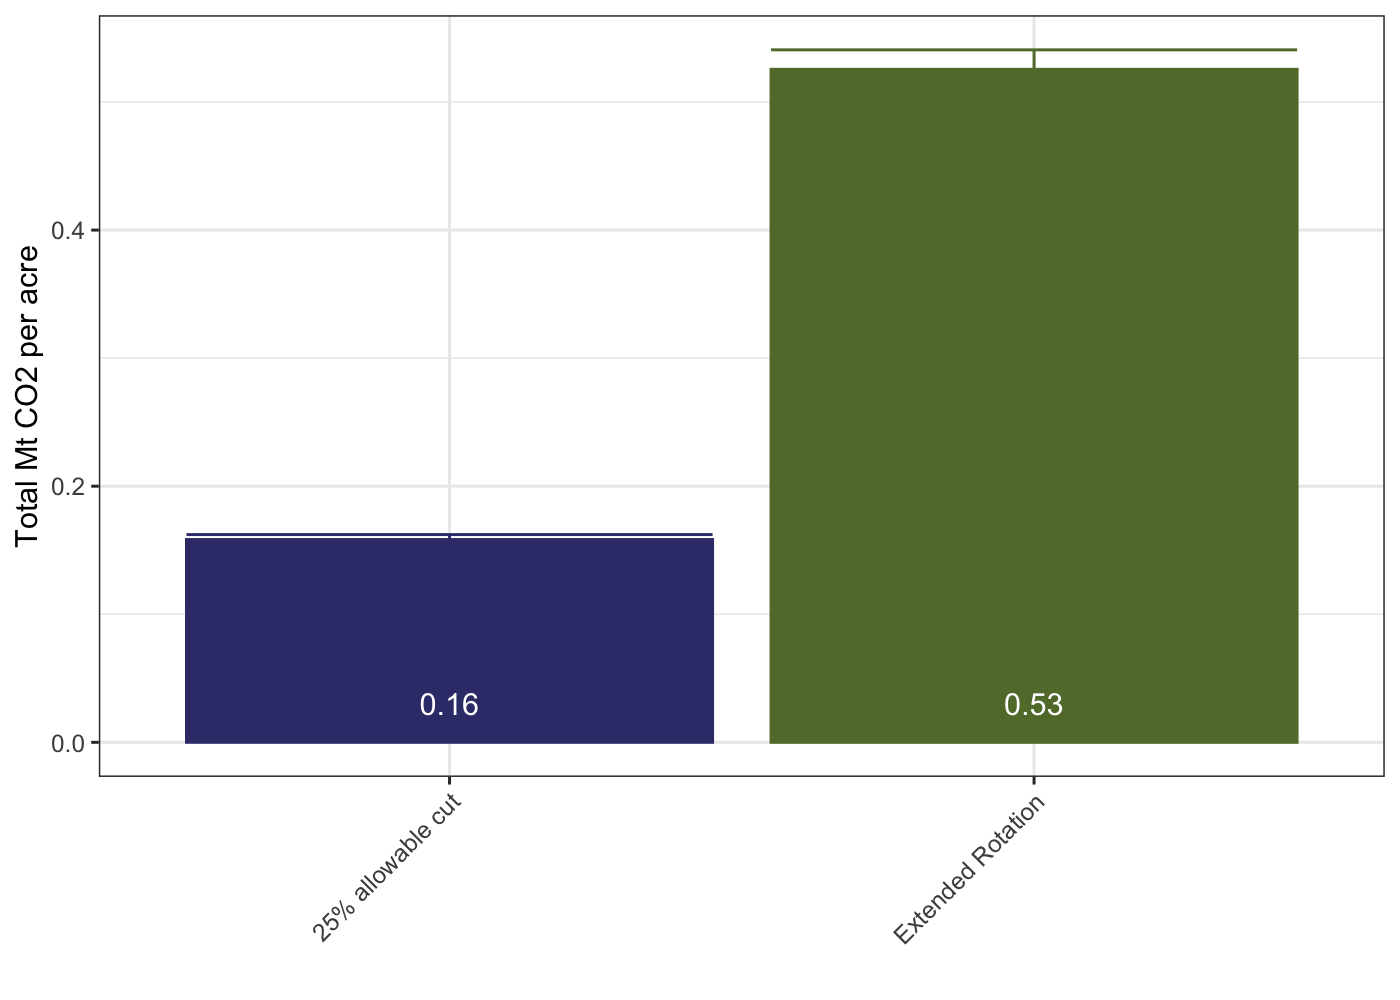 Total Mt CO2 per acre
0.4
0.2
0.0
0.16
0.53
25% allowable cut
Extended Rotation